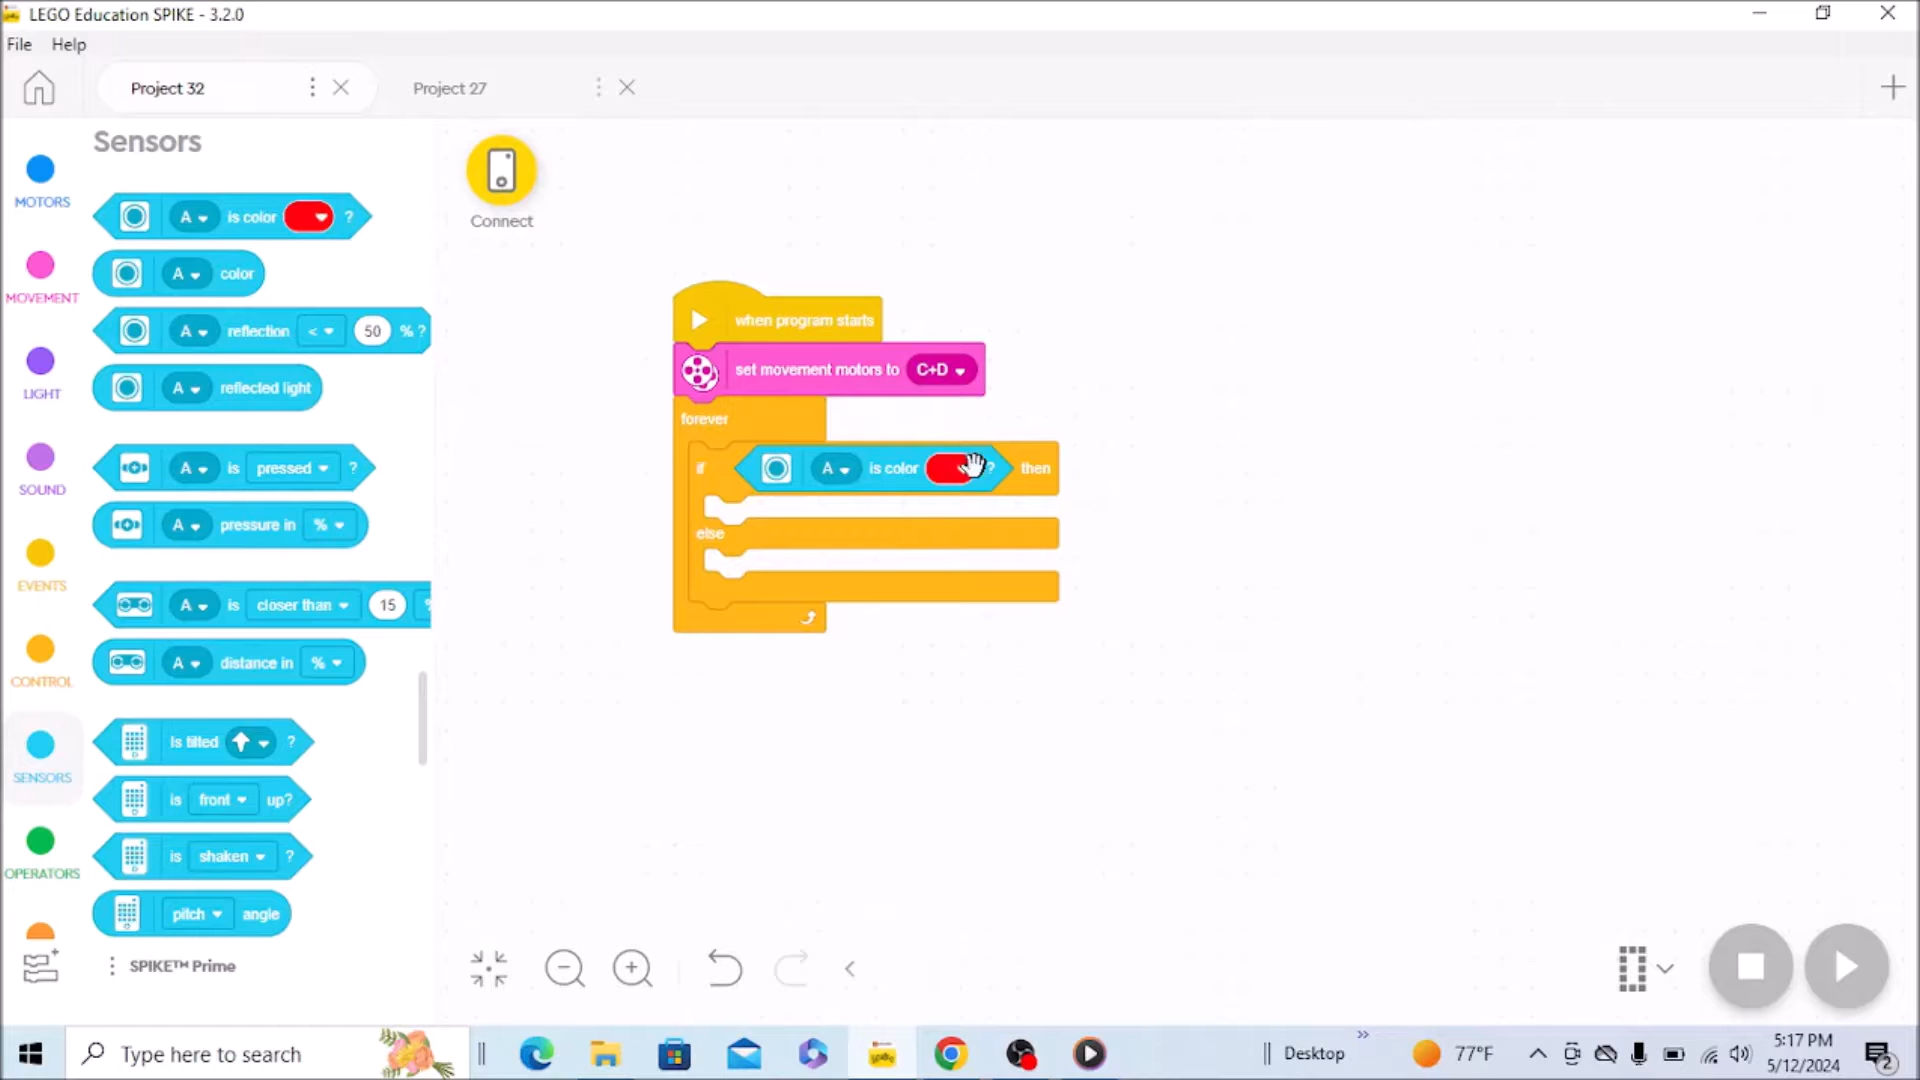 LEGO Education SPIKE - 3.2.0
File Help
Project 32
Project 27
Sensors
MOTORS
MOVEMENT
LIGHT
SOUND
EVENTS
CONTROL
SENSORS
OPERATORS
A is color ?
A color
A reflection < 50 % ?
A reflected light
A is pressed ?
A pressure in %
A is closer than 15
A distance in %
Is tilted ?
is front up?
is shaken ?
pitch angle
SPIKE™ Prime
Connect
when program starts
set movement motors to C+D
forever
if A is color ? then
else
Type here to search
spike
Desktop
77°F
5:17 PM
5/12/2024
2